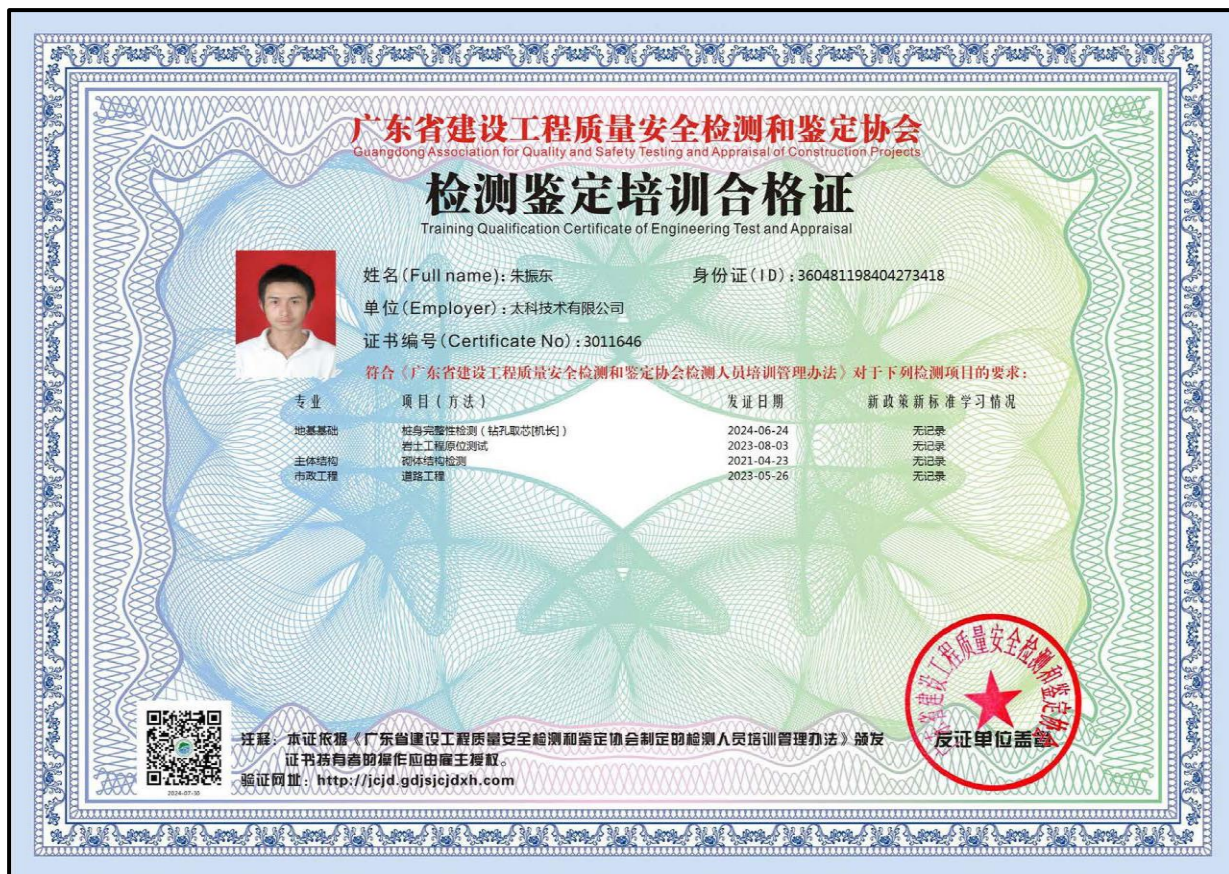 广东省建设工程质量安全检测和鉴定协会
Guangdong Association for Quality and Safety Testing and Appraisal of Construction Projects
检测鉴定培训合格证
Training Qualification Certificate of Engineering Test and Appraisal
姓名(Full name):朱振东 身份证(ID):360481198404273418
单位(Employer):太科技术有限公司
证书编号(Certificate No):3011646
符合《广东省建设工程质量安全检测和鉴定协会检测人员培训管理办法》对于下列检测项目的要求:
专业 项目(方法) 发证日期 新政策新标准学习情况
地基基础 桩身完整性检测(钻孔取芯[机长]) 2024-06-24 无记录
岩土工程原位测试 2023-08-03 无记录
主体结构 砌体结构检测 2021-04-23 无记录
市政工程 道路工程 2023-05-26 无记录
广东省建设工程质量安全检测和鉴定协会
发证单位盖章
注释:本证依据《广东省建设工程质量安全检测和鉴定协会制定的检测人员培训管理办法》颁发
证书持有者的操作应由雇主授权。
验证网址:http://jcjd.gdjsjcjdxh.com
2024-07-30